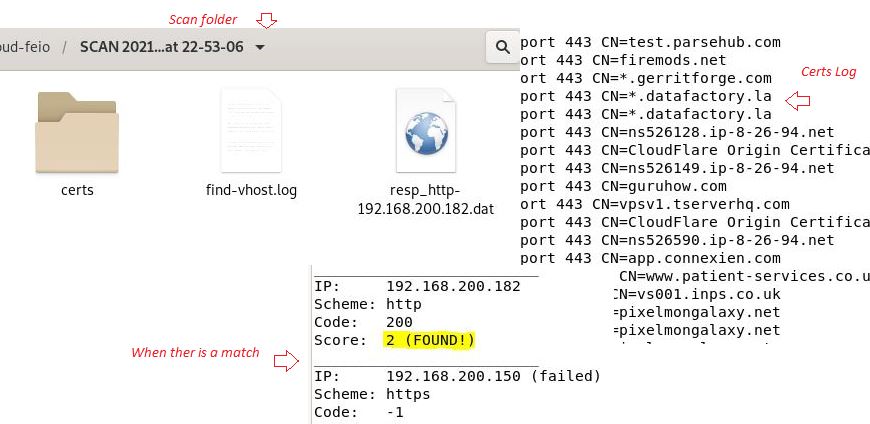 Scan folder
oud-feio / SCAN 2021...at 22-53-06
certs
find-vhost.log
resp_http-
192.168.200.182.dat
Certs Log
port 443 CN=test.parsehub.com
port 443 CN=firemods.net
ort 443 CN=*.gerritforge.com
port 443 CN=*.datafactory.la
port 443 CN=*.datafactory.la
port 443 CN=ns526128.ip-8-26-94.net
port 443 CN=CloudFlare Origin Certifica
port 443 CN=ns526149.ip-8-26-94.net
port 443 CN=guruhow.com
ort 443 CN=vpsv1.tserverhq.com
port 443 CN=CloudFlare Origin Certifica
port 443 CN=ns526590.ip-8-26-94.net
port 443 CN=app.connexien.com
CN=www.patient-services.co.u
CN=vs001.inps.co.uk
=pixelmongalaxy.net
=pixelmongalaxy.net
When ther is a match
IP: 192.168.200.182
Scheme: http
Code: 200
Score: 2 (FOUND!)
IP: 192.168.200.150 (failed)
Scheme: https
Code: -1